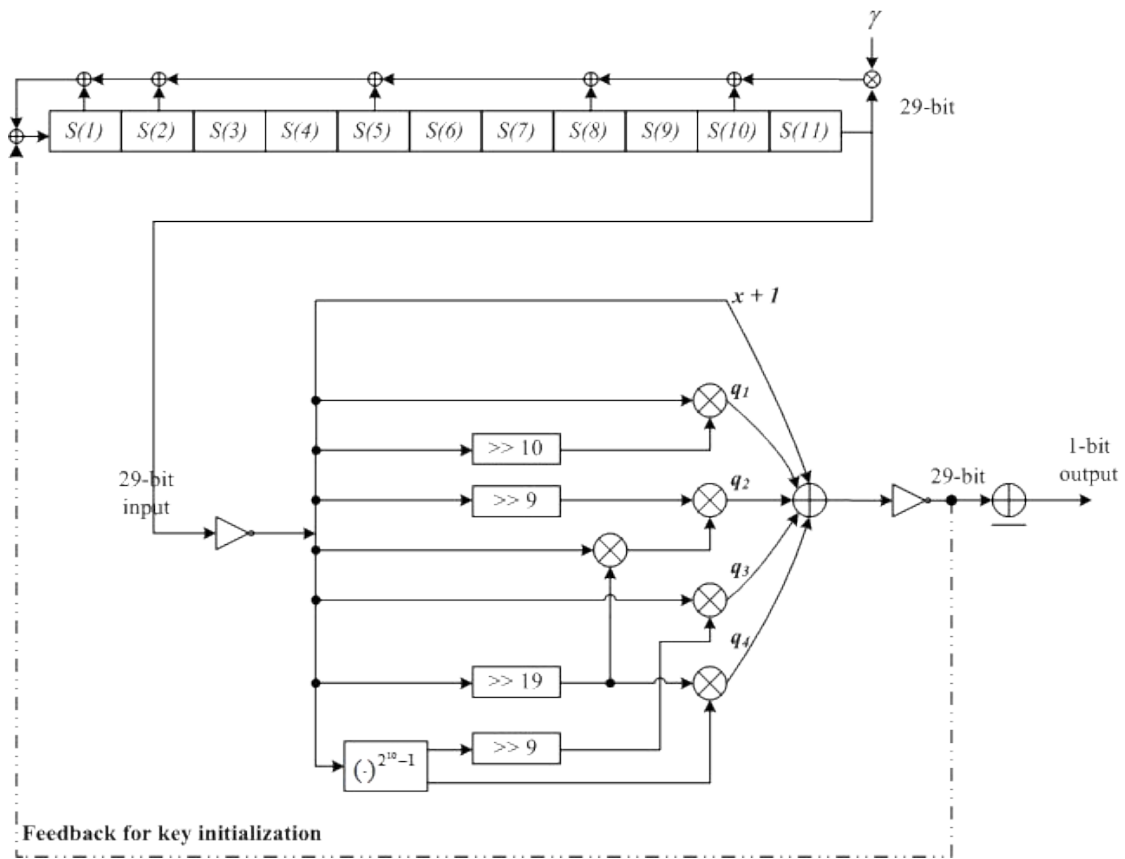 γ
29-bit
S(1) S(2) S(3) S(4) S(5) S(6) S(7) S(8) S(9) S(10) S(11)
x + 1
q₁
>> 10
29-bit
input
>> 9
q₂
29-bit
1-bit
output
q₃
q₄
>> 19
>> 9
(·)^{2^{10}-1}
Feedback for key initialization